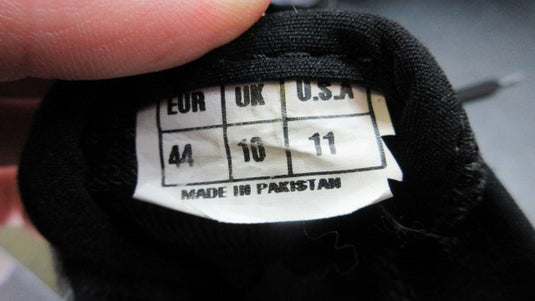 EUR UK U.S.A
44 10 11
MADE IN PAKISTAN